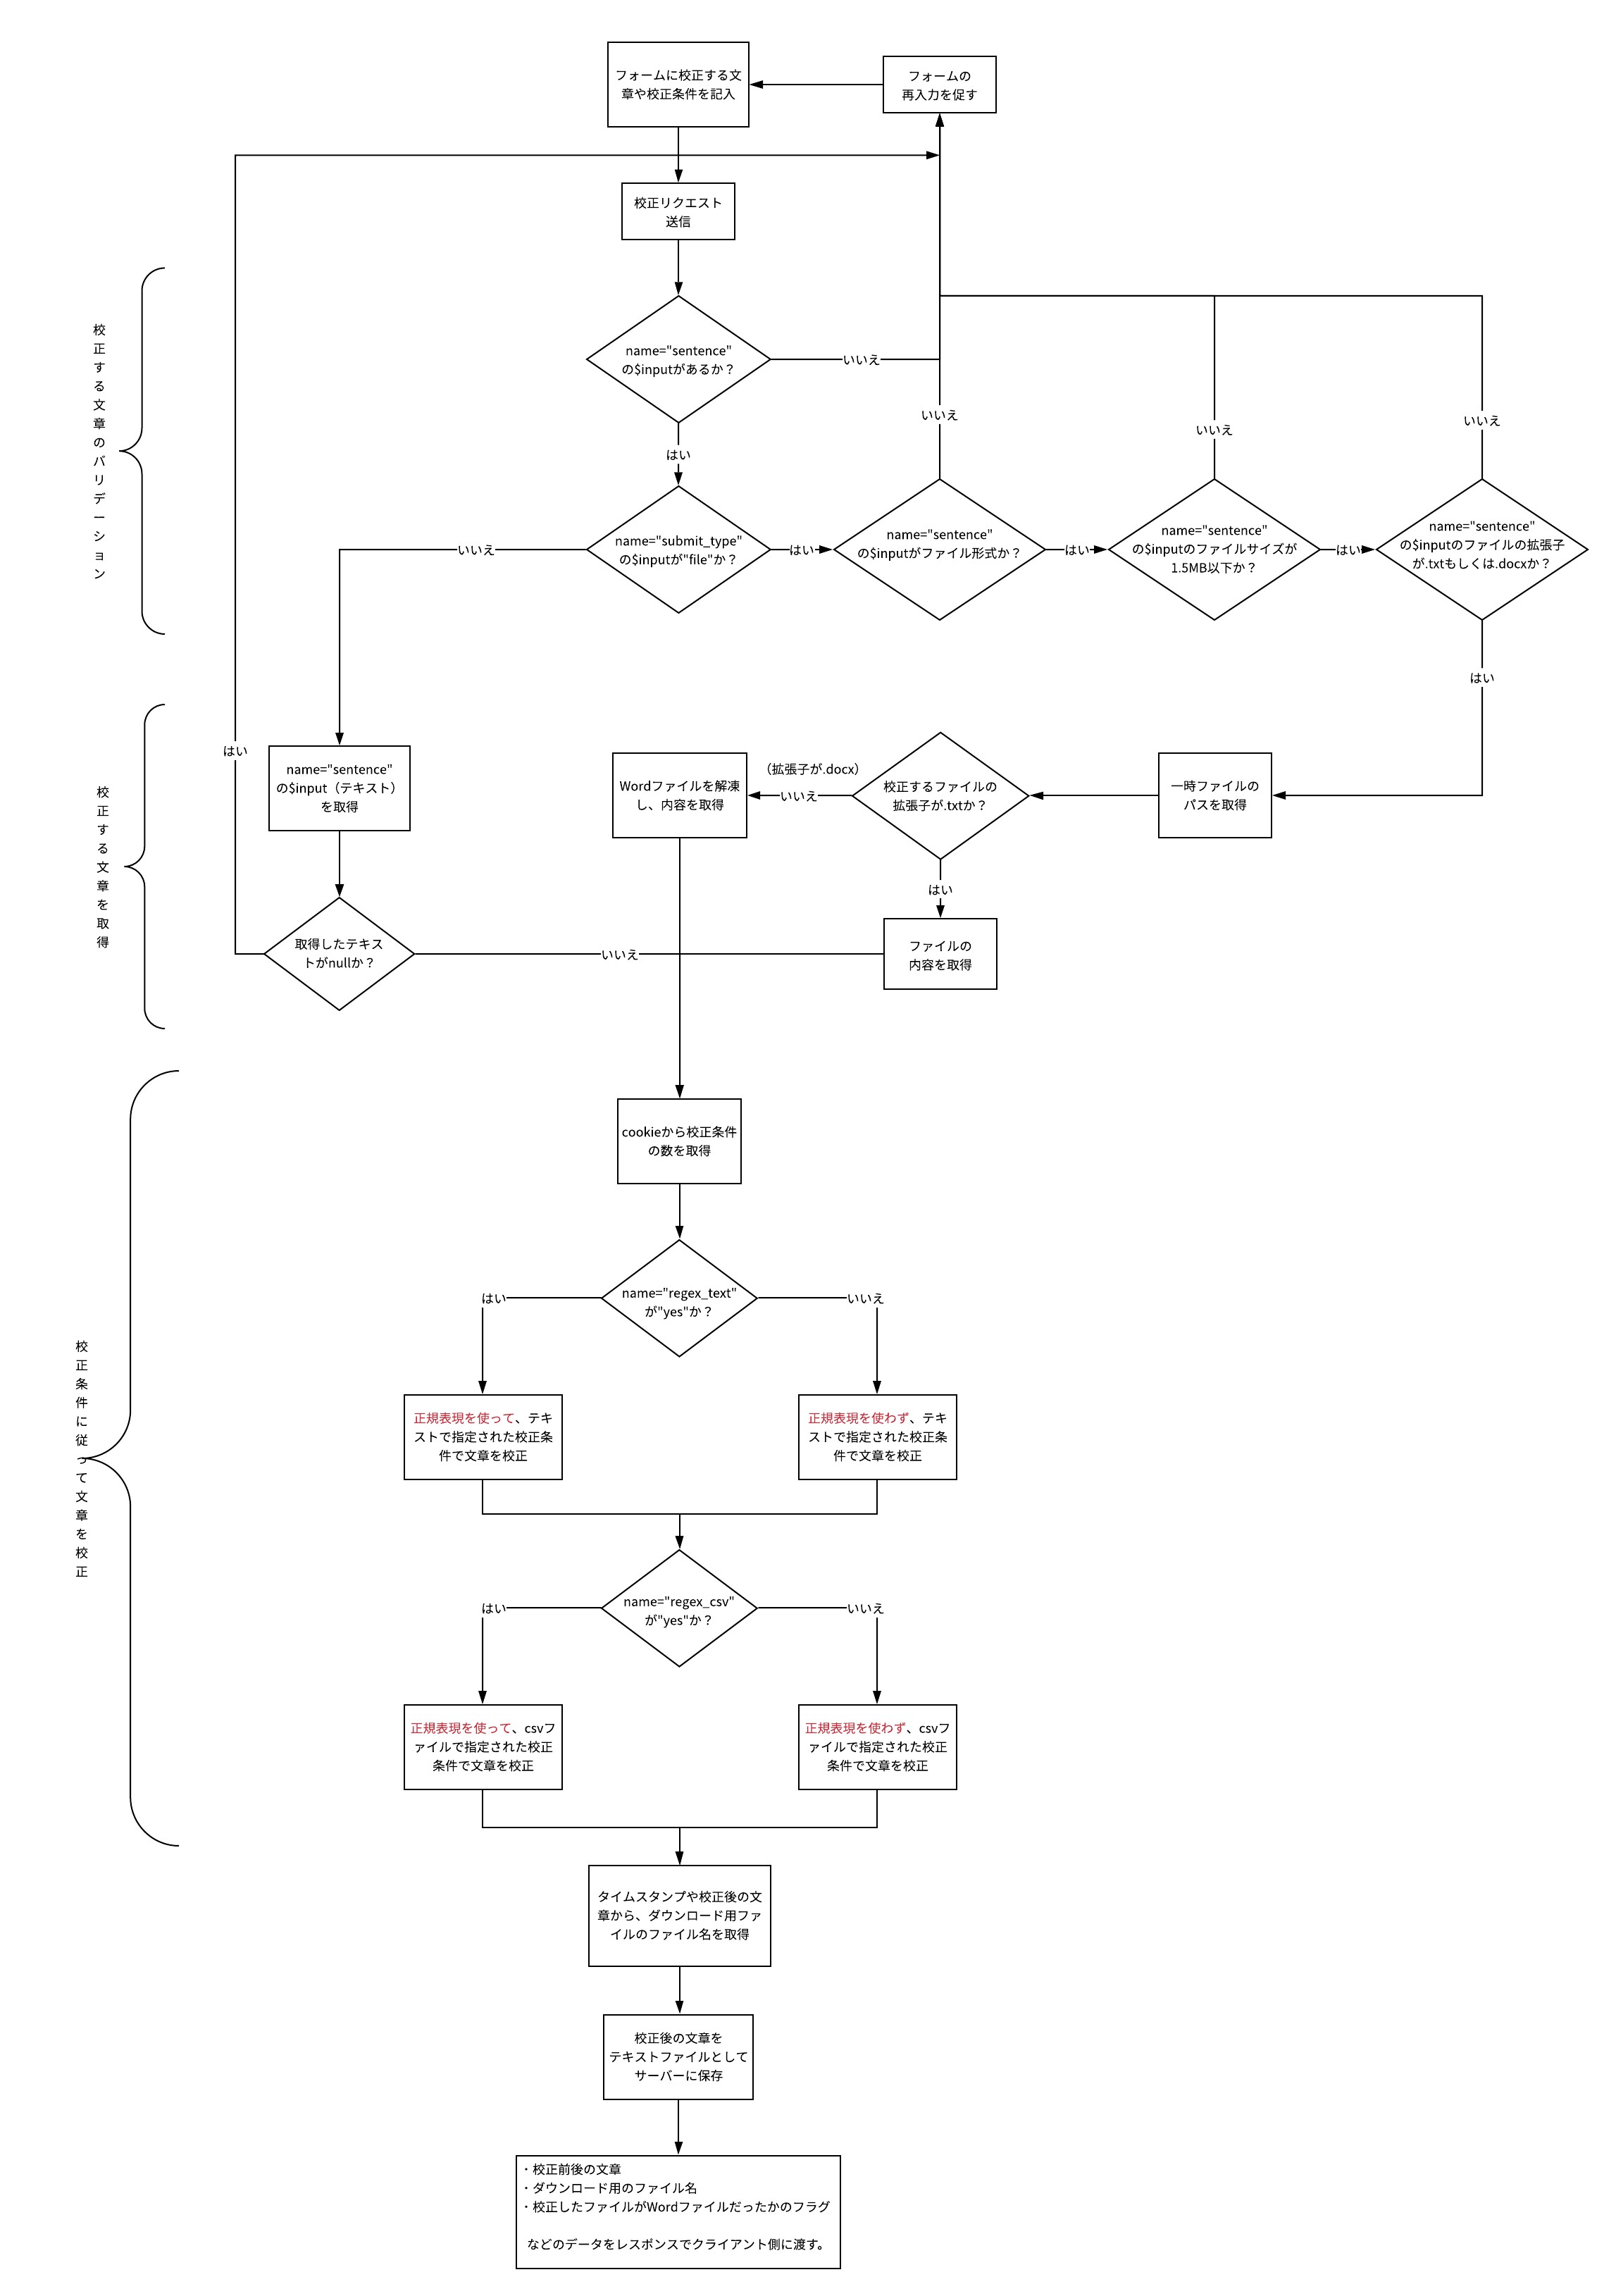 フォームに校正する文
章や校正条件を記入
フォームの
再入力を促す
校正リクエスト
送信
校正する文章のバリデーション
name="sentence"
の$inputがあるか？
いいえ
いいえ
いいえ
いいえ
はい
name="submit_type"
の$inputが"file"か？
いいえ
はい
name="sentence"
の$inputがファイル形式か？
はい
name="sentence"
の$inputのファイルサイズが
1.5MB以下か？
はい
name="sentence"
の$inputのファイルの拡張子
が.txtもしくは.docxか？
はい
校正する文章を取得
はい
name="sentence"
の$input（テキスト）
を取得
Wordファイルを解凍
し、内容を取得
（拡張子が.docx）
いいえ
校正するファイルの
拡張子が.txtか？
一時ファイルの
パスを取得
はい
取得したテキス
トがnullか？
いいえ
ファイルの
内容を取得
cookieから校正条件
の数を取得
校正条件に従って文章を校正
name="regex_text"
が"yes"か？
はい
いいえ
正規表現を使って、テキ
ストで指定された校正条
件で文章を校正
正規表現を使わず、テキ
ストで指定された校正条
件で文章を校正
name="regex_csv"
が"yes"か？
はい
いいえ
正規表現を使って、csvフ
ァイルで指定された校正
条件で文章を校正
正規表現を使わず、csvフ
ァイルで指定された校正
条件で文章を校正
タイムスタンプや校正後の文
章から、ダウンロード用ファ
イルのファイル名を取得
校正後の文章を
テキストファイルとして
サーバーに保存
・校正前後の文章
・ダウンロード用のファイル名
・校正したファイルがWordファイルだったかのフラグ
などのデータをレスポンスでクライアント側に渡す。